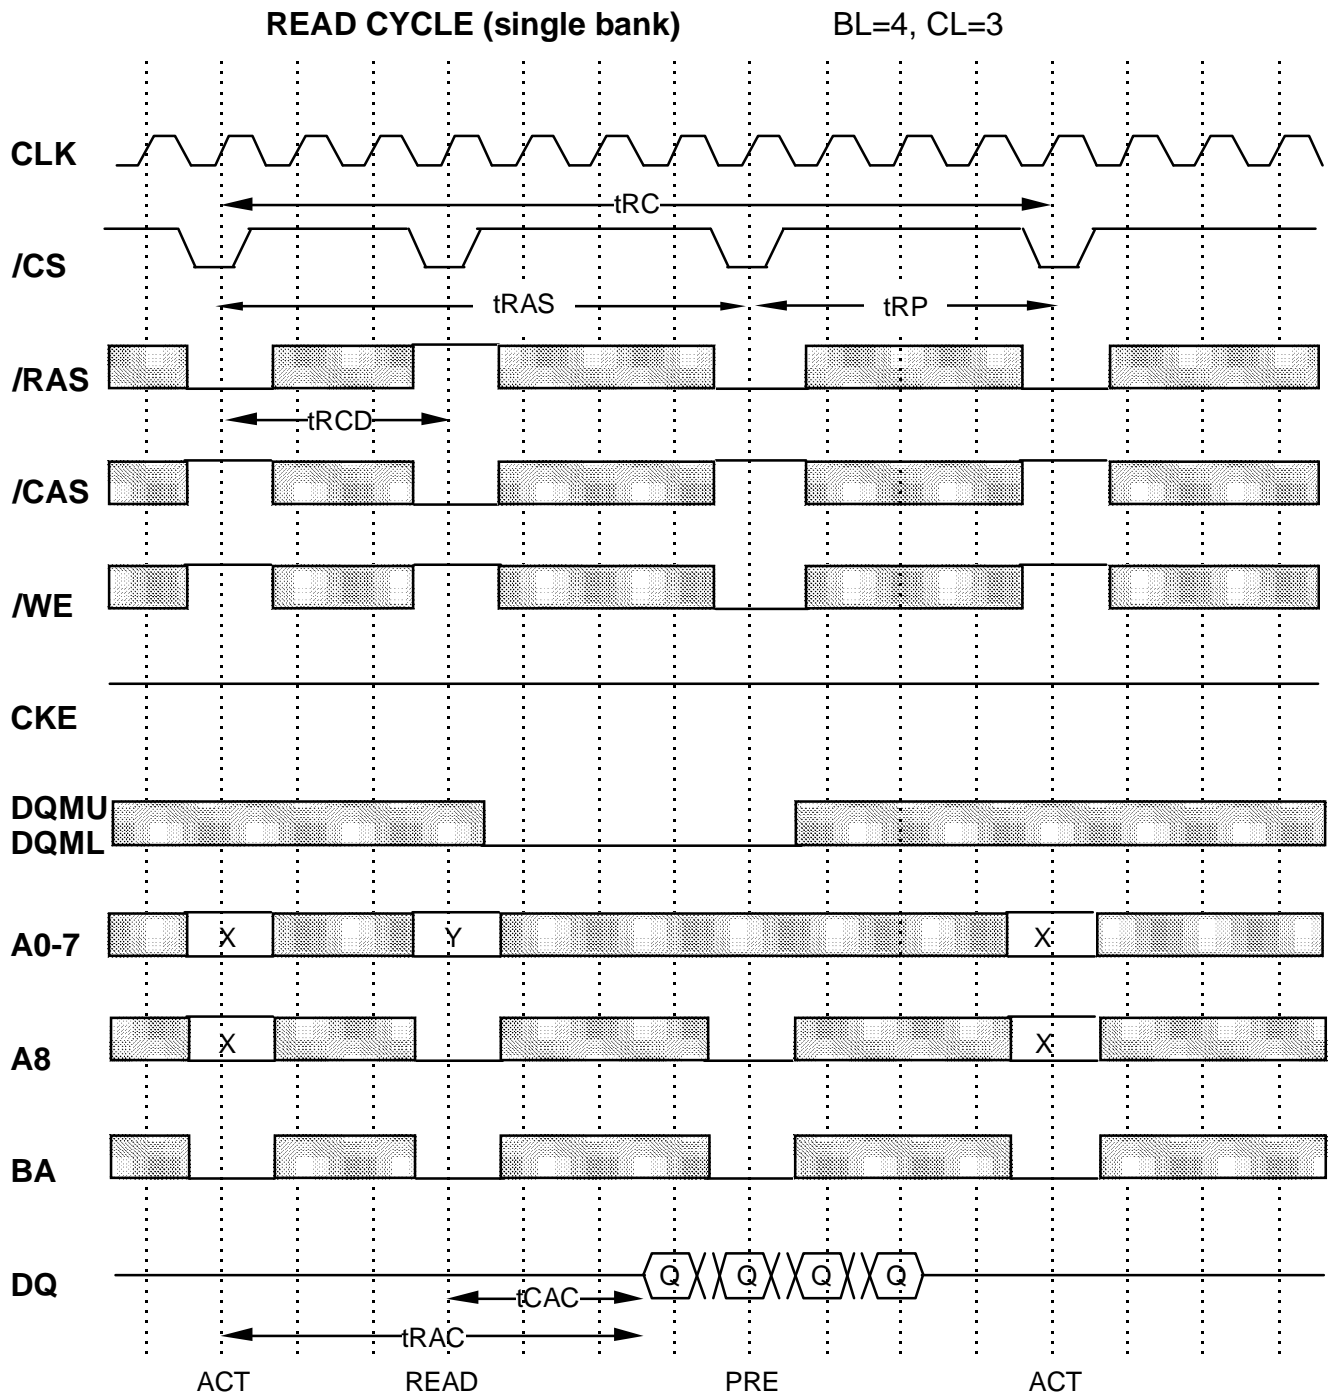 READ CYCLE (single bank) BL=4, CL=3
CLK
tRC
/CS
tRAS tRP
/RAS
tRCD
/CAS
/WE
CKE
DQMU
DQML
A0-7 X Y X
A8 X X
BA
DQ Q Q Q Q
tCAC
tRAC
ACT READ PRE ACT